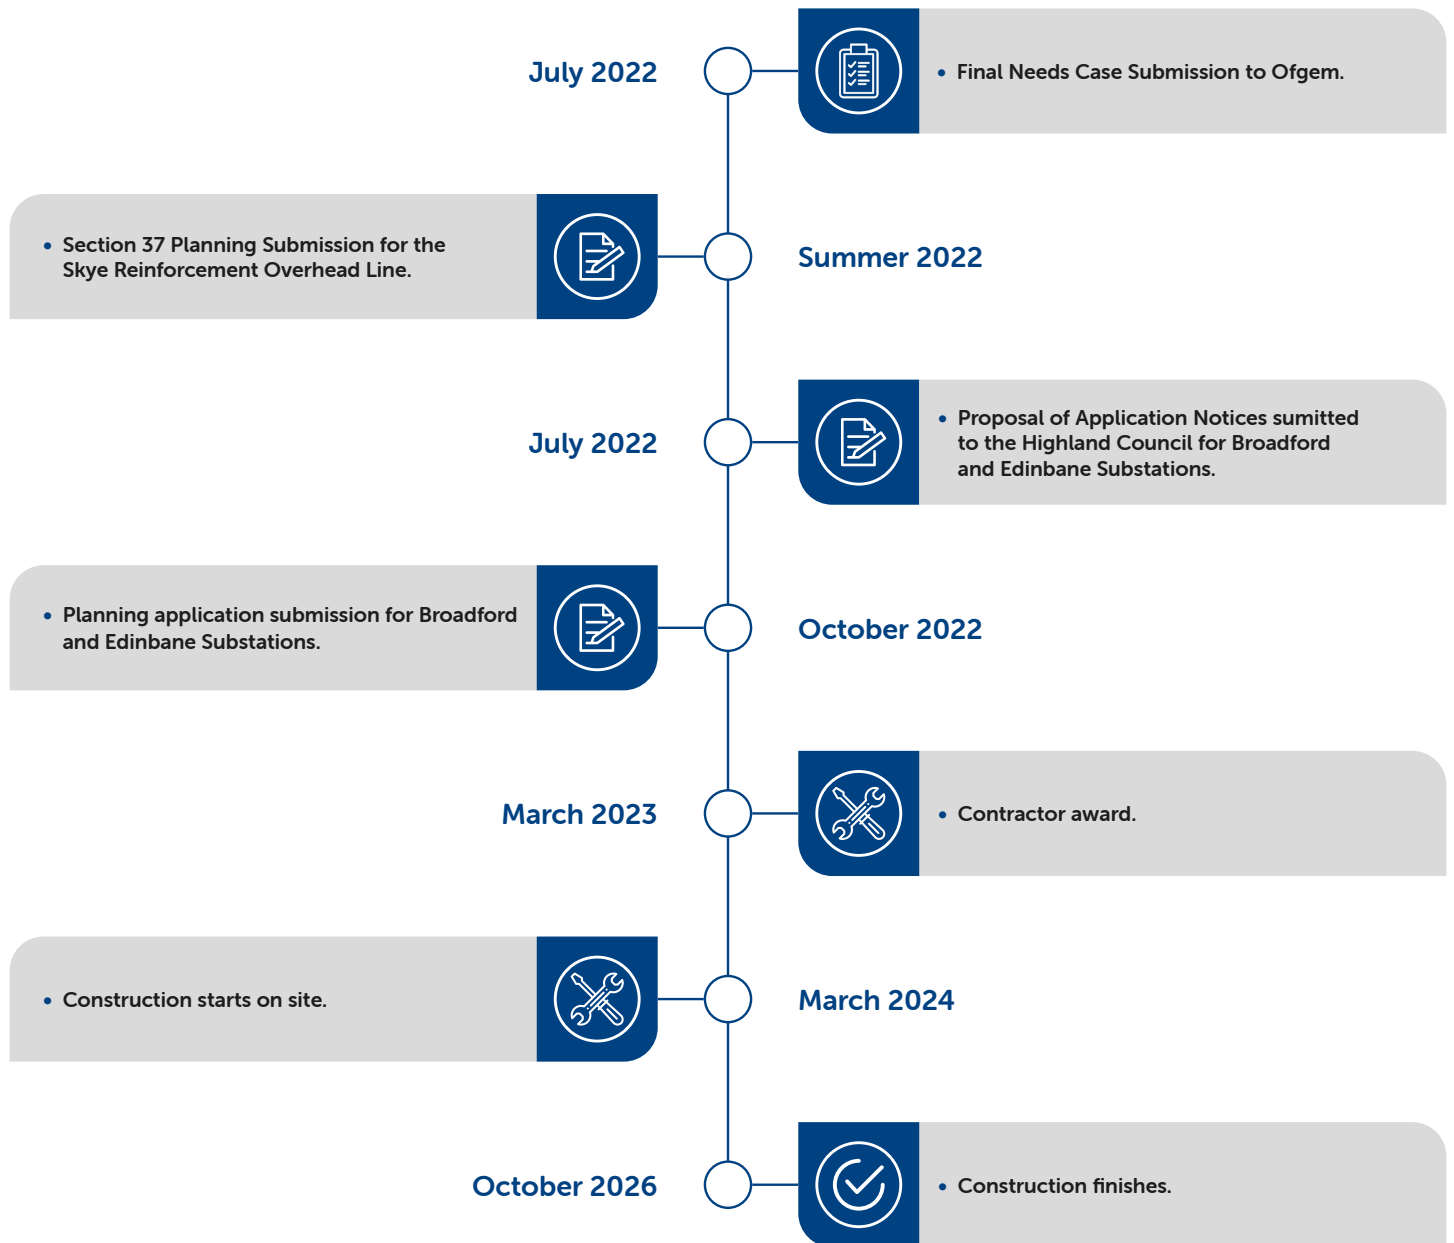 July 2022
• Final Needs Case Submission to Ofgem.
• Section 37 Planning Submission for the
Skye Reinforcement Overhead Line.
Summer 2022
July 2022
• Proposal of Application Notices sumitted
to the Highland Council for Broadford
and Edinbane Substations.
• Planning application submission for Broadford
and Edinbane Substations.
October 2022
March 2023
• Contractor award.
• Construction starts on site.
March 2024
October 2026
• Construction finishes.